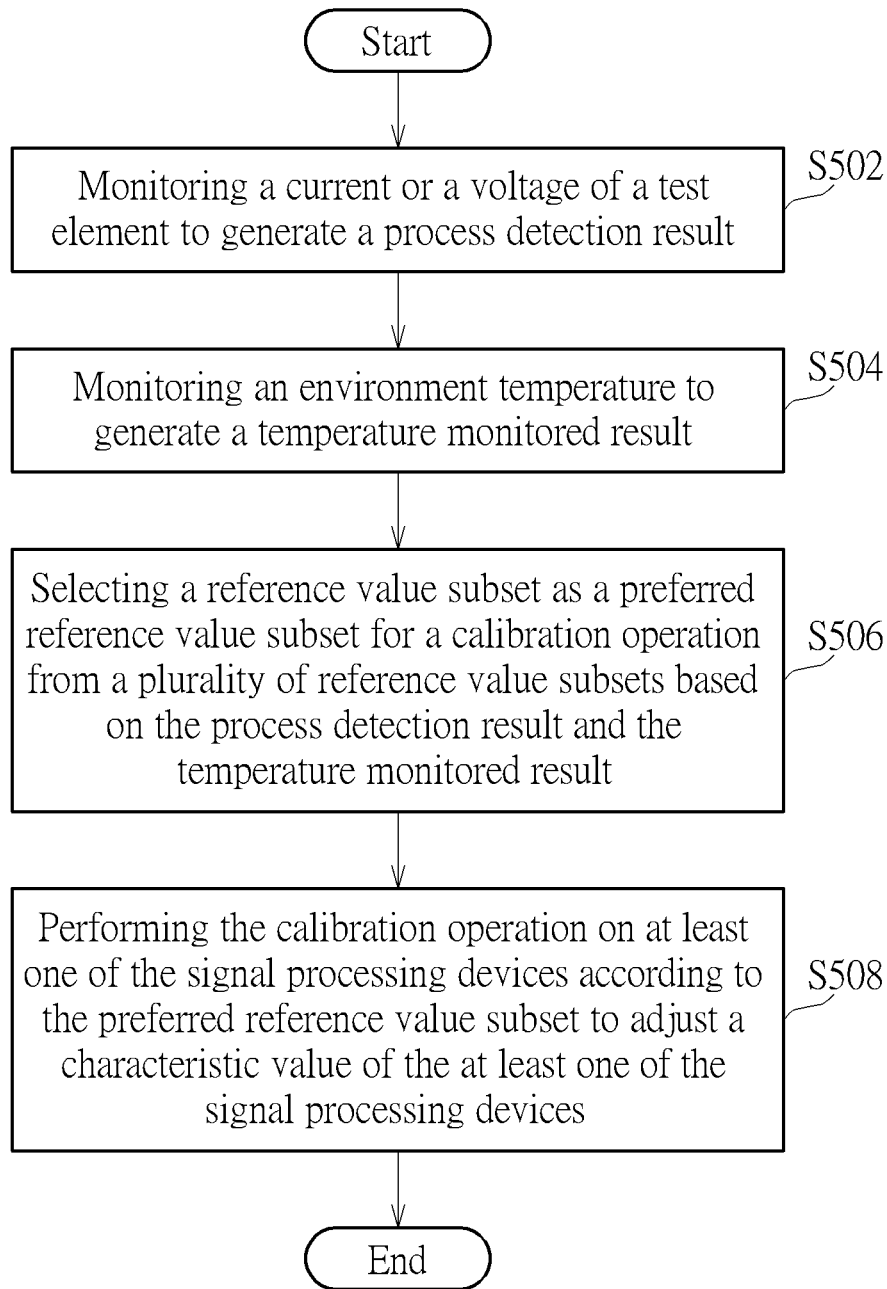 Start
Monitoring a current or a voltage of a test
element to generate a process detection result
S502
Monitoring an environment temperature to
generate a temperature monitored result
S504
Selecting a reference value subset as a preferred
reference value subset for a calibration operation
from a plurality of reference value subsets based
on the process detection result and the
temperature monitored result
S506
Performing the calibration operation on at least
one of the signal processing devices according to
the preferred reference value subset to adjust a
characteristic value of the at least one of the
signal processing devices
S508
End